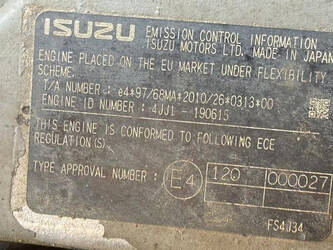 ISUZU EMISSION CONTROL INFORMATION
ISUZU MOTORS LTD. MADE IN JAPAN
ENGINE PLACED ON THE EU MARKET UNDER FLEXIBILITY
SCHEME.
T/A NUMBER : e4*97/68MA*2010/26*0313*00
ENGINE ID NUMBER : 4JJ1 - 190615
THIS ENGINE IS CONFORMED TO FOLLOWING ECE
REGULATION(S).
TYPE APPROVAL NUMBER : E4 120 000027
FS4J34